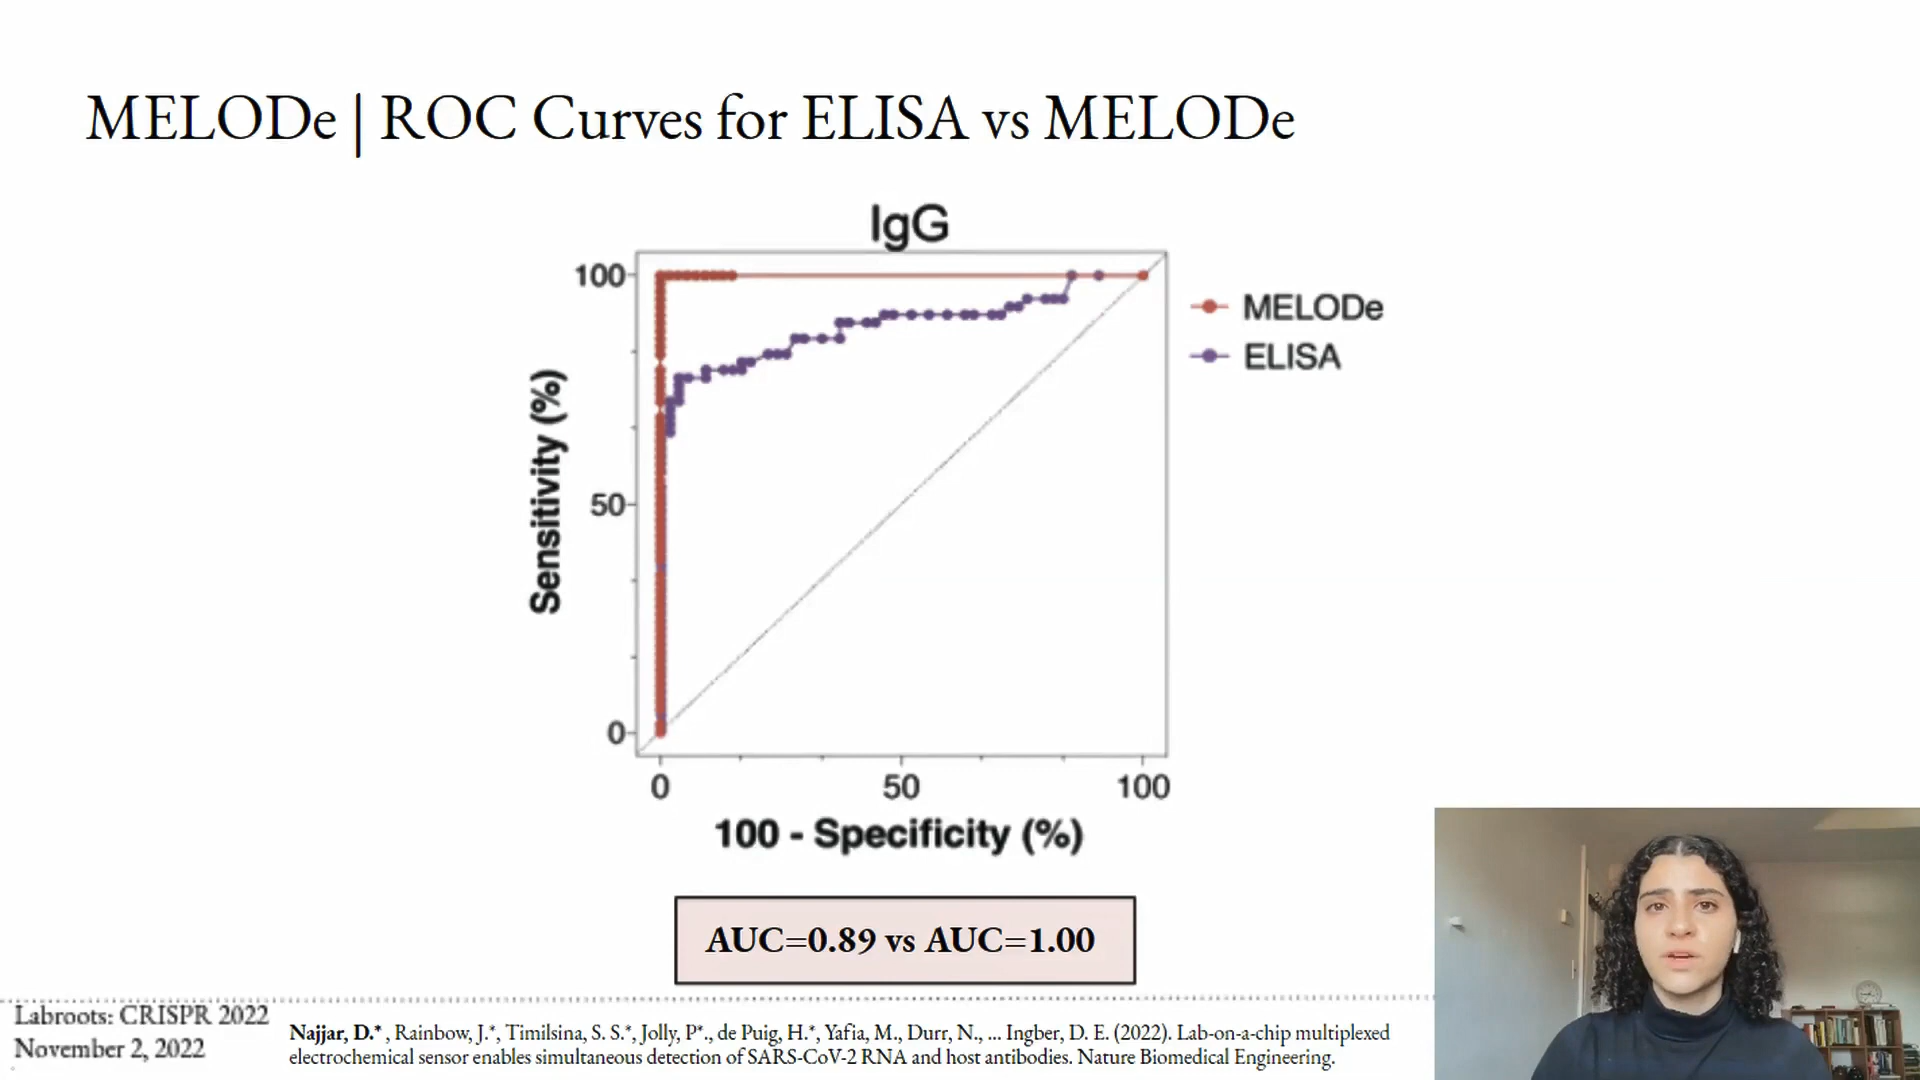 MELODe | ROC Curves for ELISA vs MELODe
IgG
100
50
0
Sensitivity (%)
0 50 100
100 - Specificity (%)
MELODe
ELISA
AUC=0.89 vs AUC=1.00
Labroots: CRISPR 2022
November 2, 2022
Najjar, D.*, Rainbow, J.*, Timilsina, S. S.*, Jolly, P*., de Puig, H.*, Yafia, M., Durr, N., ... Ingber, D. E. (2022). Lab-on-a-chip multiplexed
electrochemical sensor enables simultaneous detection of SARS-CoV-2 RNA and host antibodies. Nature Biomedical Engineering.